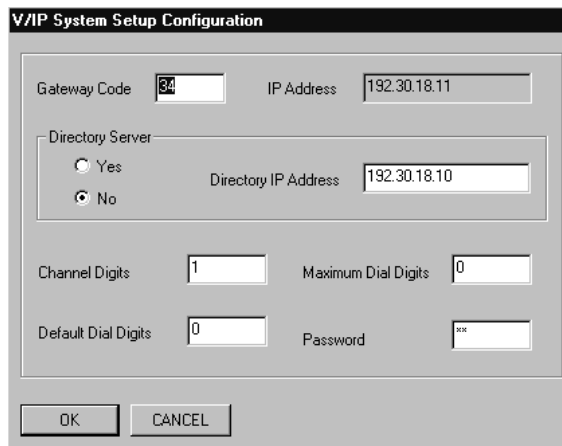 V/IP System Setup Configuration
Gateway Code 34 IP Address 192.30.18.11
Directory Server
Yes
Directory IP Address 192.30.18.10
No
Channel Digits 1 Maximum Dial Digits 0
Default Dial Digits 0 Password **
OK CANCEL